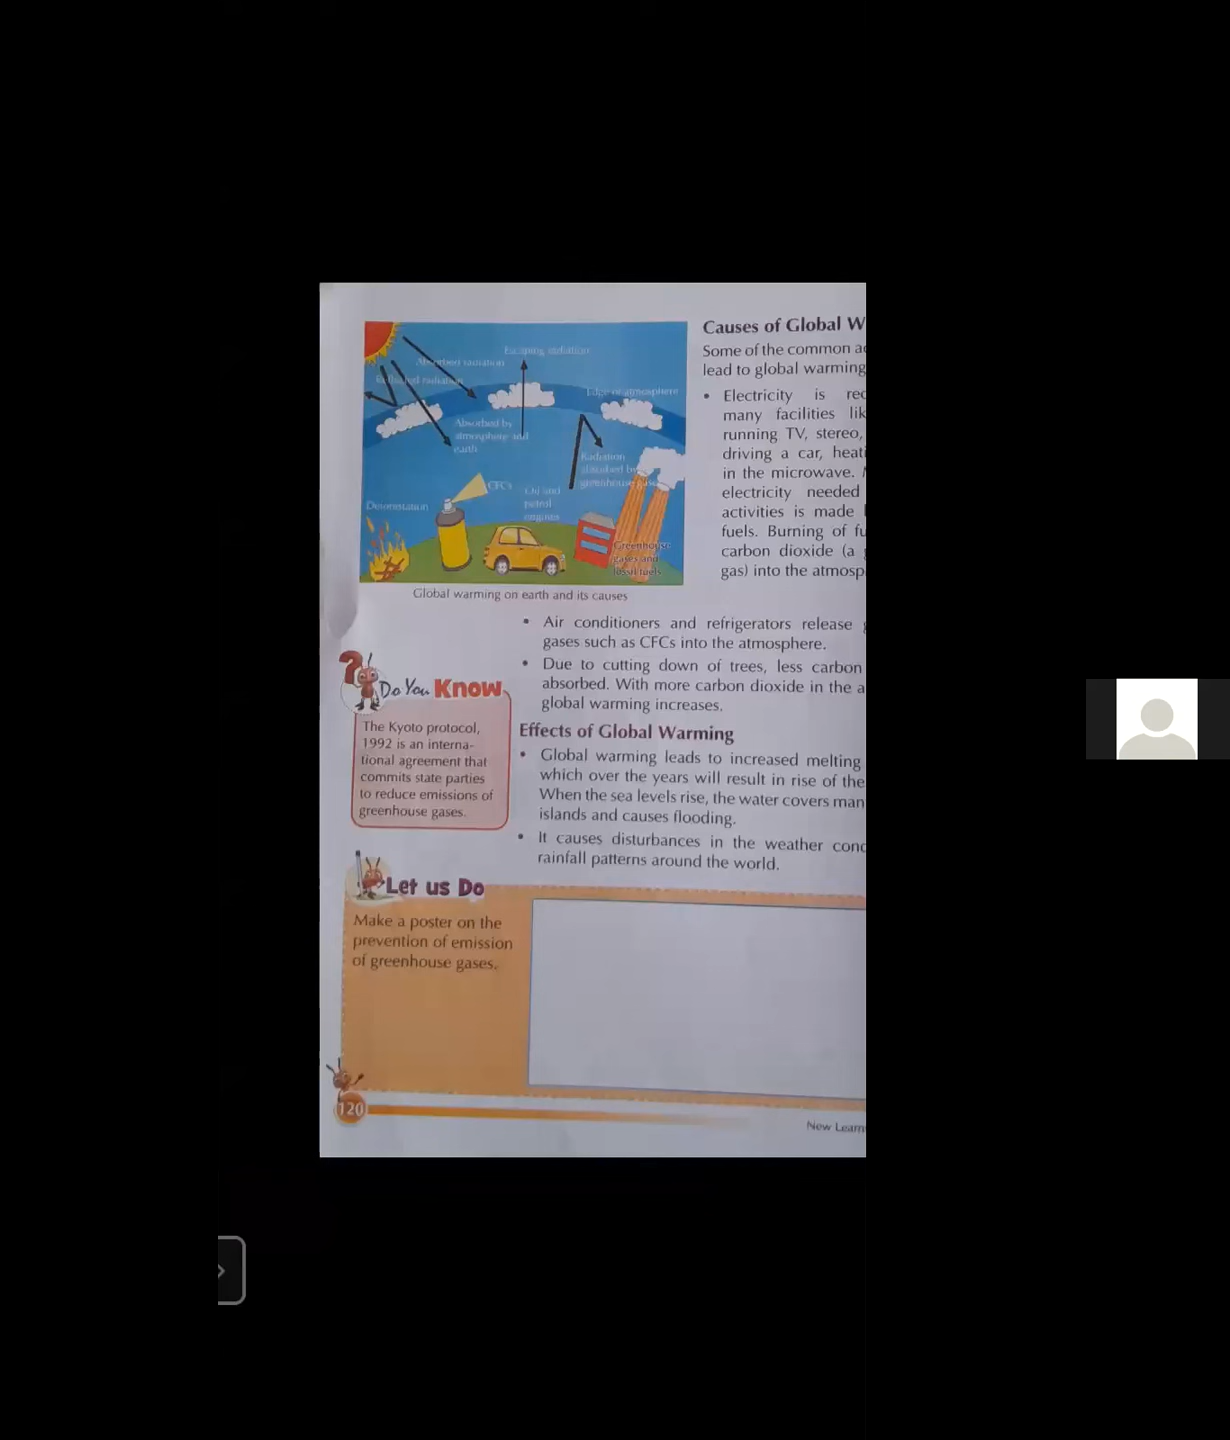 Escaping radiation
Absorbed radiation
Reflected radiation
Edge of atmosphere
Absorbed by
atmosphere and
earth
Radiation
absorbed by
greenhouse gases
CFCs
Oil and
petrol
engines
Deforestation
Greenhouse
gases and
fossil fuels
Global warming on earth and its causes
Causes of Global W
Some of the common ac
lead to global warming
• Electricity is rec
many facilities lik
running TV, stereo,
driving a car, heati
in the microwave.
electricity needed
activities is made
fuels. Burning of fu
carbon dioxide (a
gas) into the atmosp
• Air conditioners and refrigerators release
gases such as CFCs into the atmosphere.
• Due to cutting down of trees, less carbon
absorbed. With more carbon dioxide in the a
global warming increases.
Do You Know
The Kyoto protocol,
1992 is an interna-
tional agreement that
commits state parties
to reduce emissions of
greenhouse gases.
Effects of Global Warming
• Global warming leads to increased melting
which over the years will result in rise of the
When the sea levels rise, the water covers man
islands and causes flooding.
• It causes disturbances in the weather cond
rainfall patterns around the world.
Let us Do
Make a poster on the
prevention of emission
of greenhouse gases.
120
New Learn